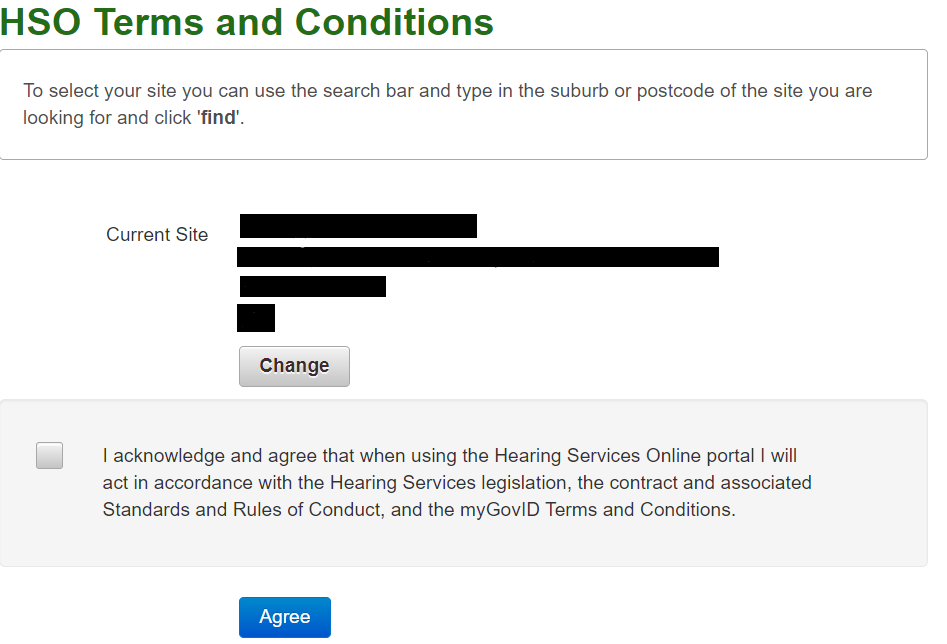 HSO Terms and Conditions
To select your site you can use the search bar and type in the suburb or postcode of the site you are
looking for and click 'find'.
Current Site
Change
I acknowledge and agree that when using the Hearing Services Online portal I will
act in accordance with the Hearing Services legislation, the contract and associated
Standards and Rules of Conduct, and the myGovID Terms and Conditions.
Agree